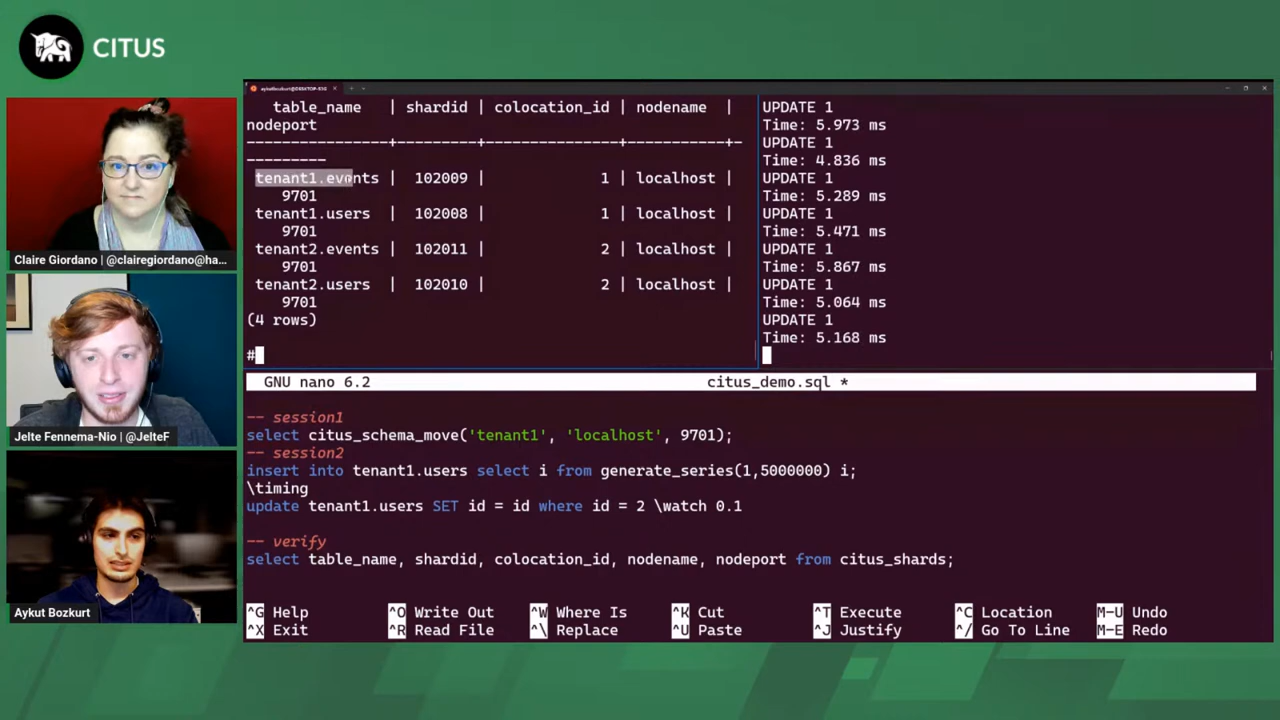 CITUS
Claire Giordano | @clairegiordano@ha...
Jelte Fennema-Nio | @JelteF
Aykut Bozkurt
table_name | shardid | colocation_id | nodename |
nodeport
----------------+---------+---------------+-----------+-
---------
tenant1.events | 102009 | 1 | localhost |
9701
tenant1.users | 102008 | 1 | localhost |
9701
tenant2.events | 102011 | 2 | localhost |
9701
tenant2.users | 102010 | 2 | localhost |
9701
(4 rows)
#
UPDATE 1
Time: 5.973 ms
UPDATE 1
Time: 4.836 ms
UPDATE 1
Time: 5.289 ms
UPDATE 1
Time: 5.471 ms
UPDATE 1
Time: 5.867 ms
UPDATE 1
Time: 5.064 ms
UPDATE 1
Time: 5.168 ms
GNU nano 6.2 citus_demo.sql *
-- session1
select citus_schema_move('tenant1', 'localhost', 9701);
-- session2
insert into tenant1.users select i from generate_series(1,5000000) i;
\timing
update tenant1.users SET id = id where id = 2 \watch 0.1
-- verify
select table_name, shardid, colocation_id, nodename, nodeport from citus_shards;
^G Help ^O Write Out ^W Where Is ^K Cut ^T Execute ^C Location M-U Undo
^X Exit ^R Read File ^\ Replace ^U Paste ^J Justify ^/ Go To Line M-E Redo